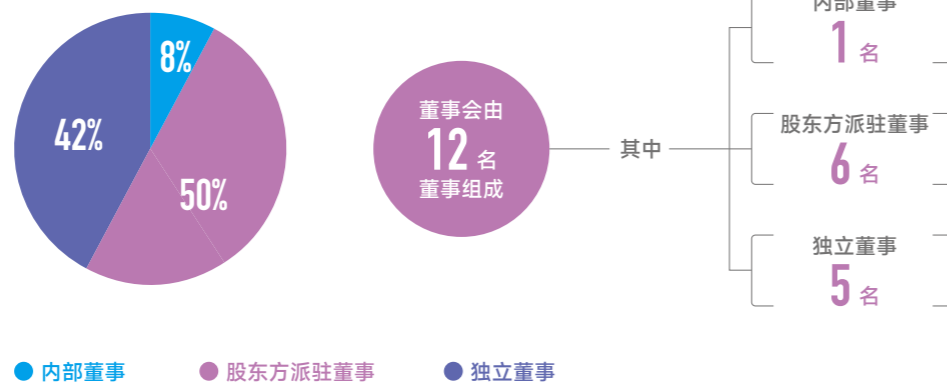 8%
42%
50%
董事会由
12 名
董事组成
其中
内部董事
1 名
股东方派驻董事
6 名
独立董事
5 名
内部董事
股东方派驻董事
独立董事